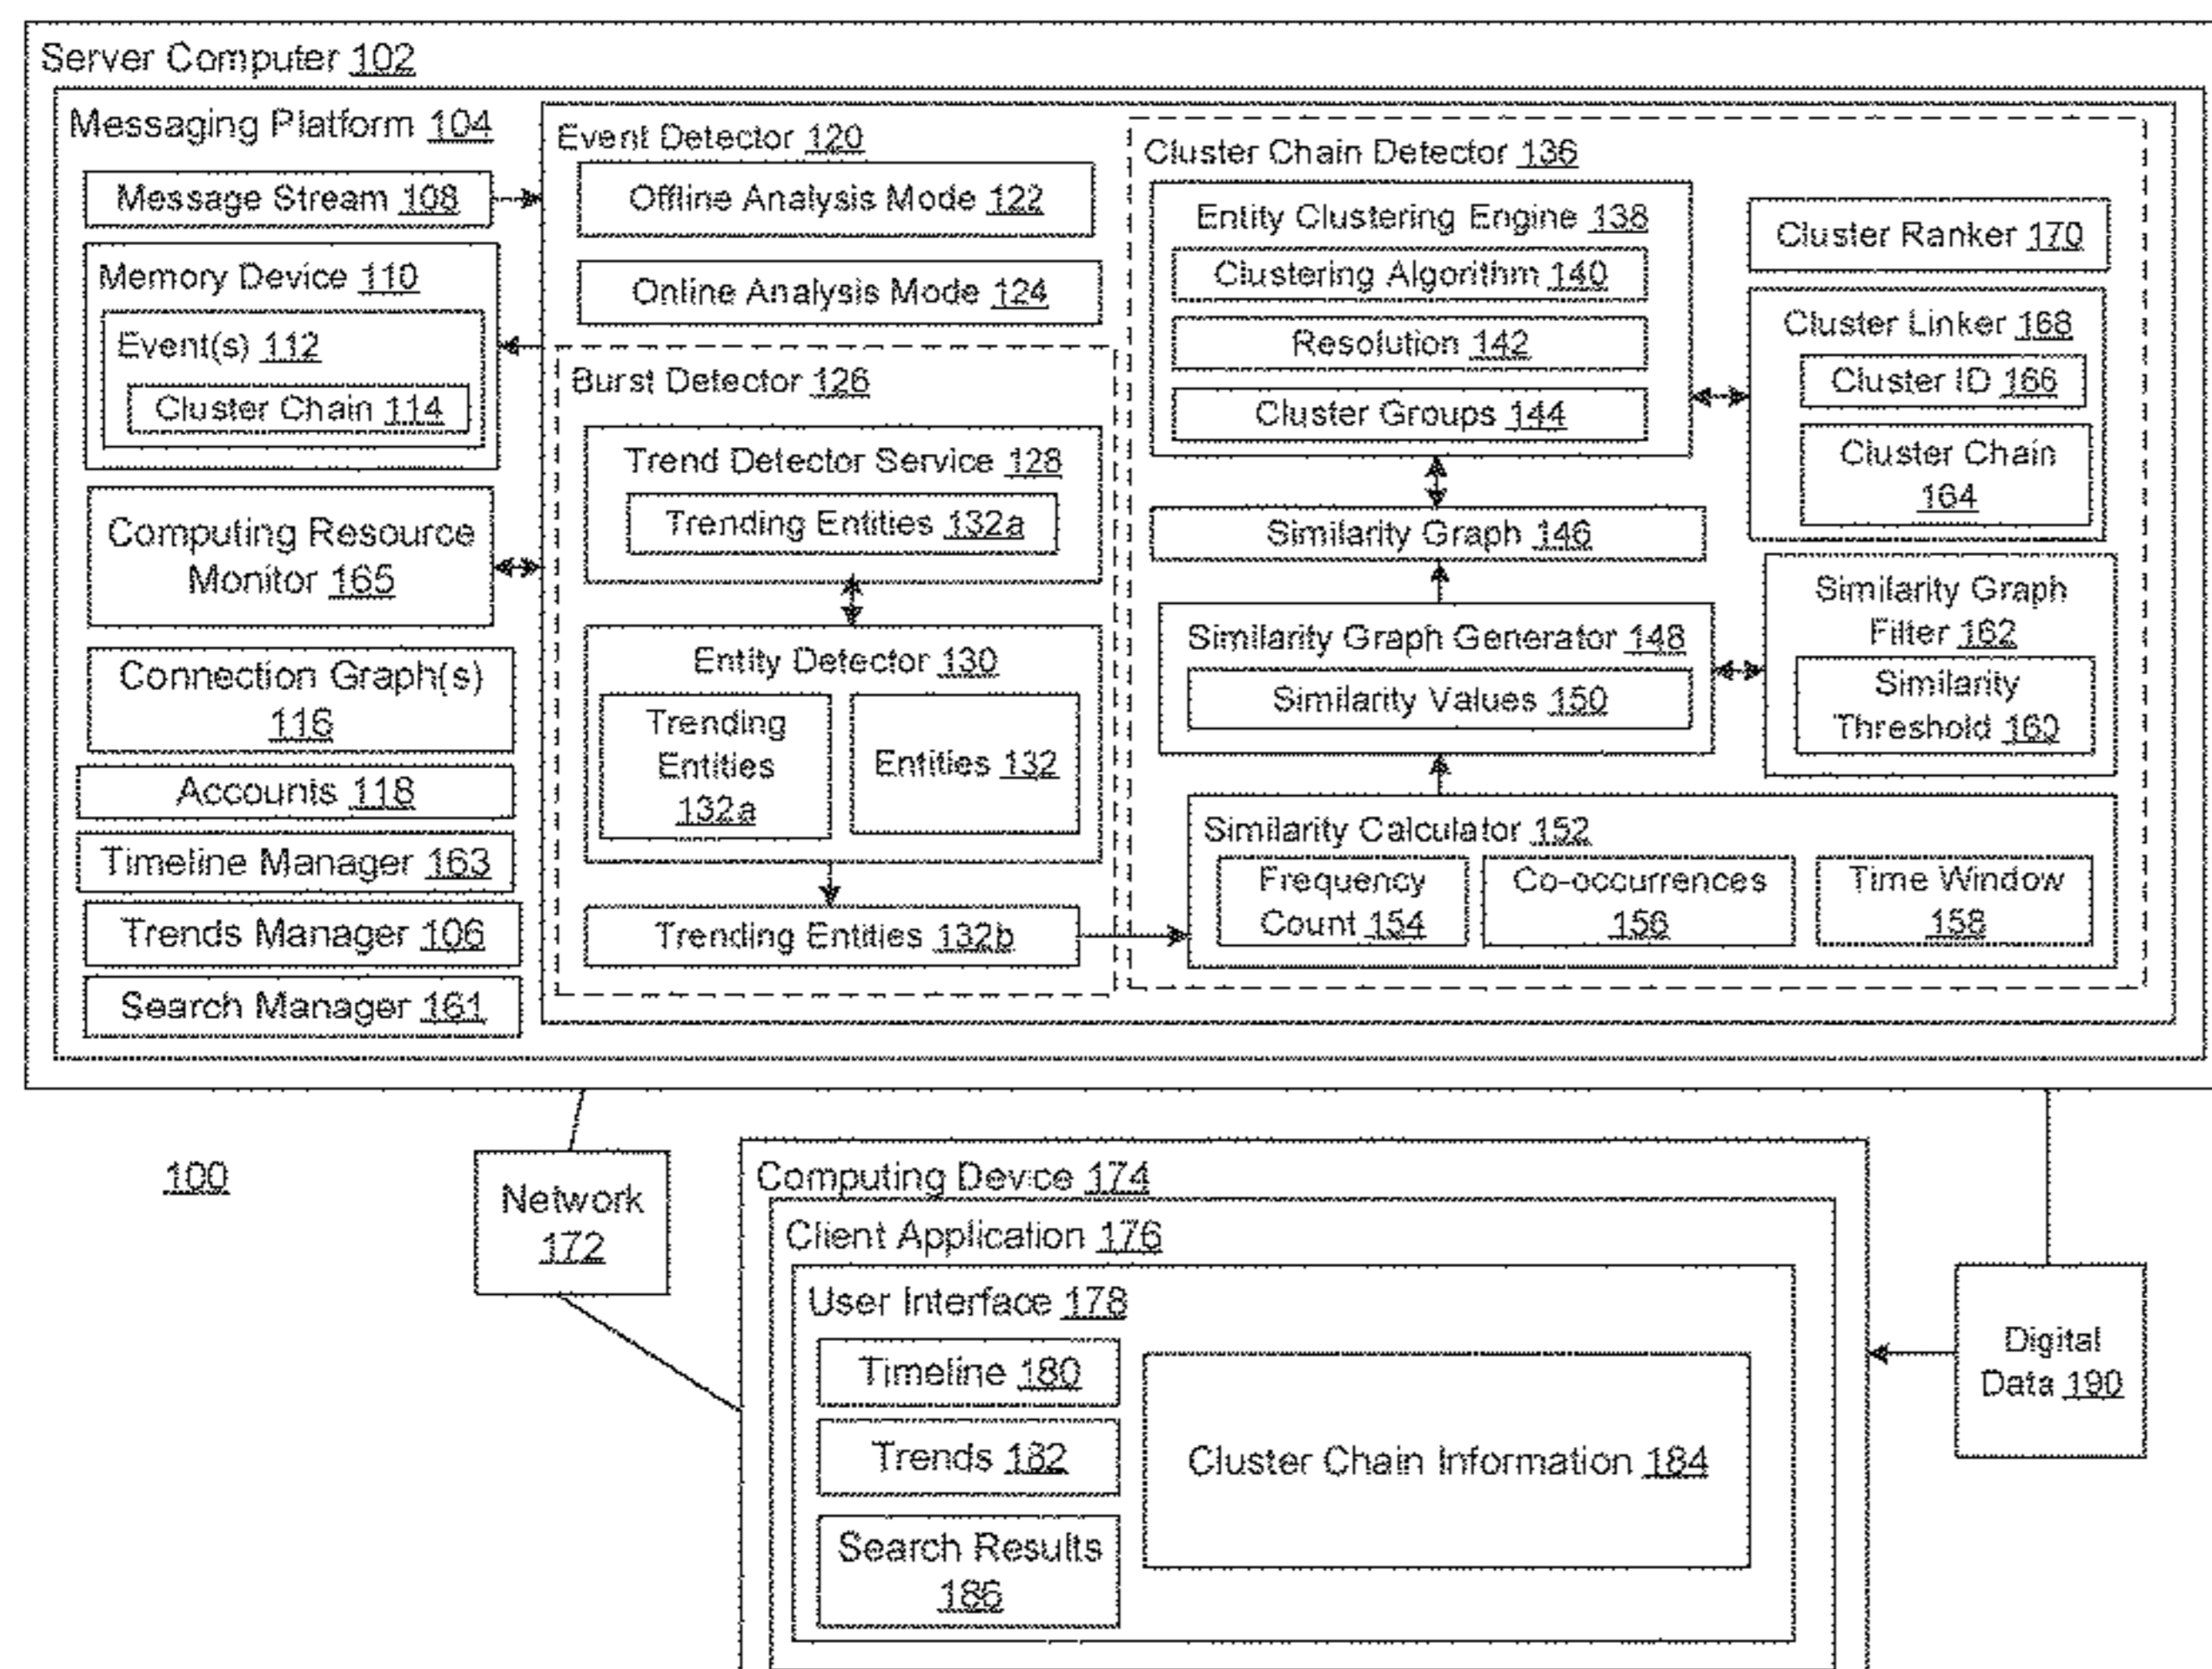 Server Computer 102
Messaging Platform 104
Message Stream 108
Memory Device 110
Event(s) 112
Cluster Chain 114
Computing Resource
Monitor 165
Connection Graph(s)
116
Accounts 118
Timeline Manager 163
Trends Manager 106
Search Manager 161
Event Detector 120
Offline Analysis Mode 122
Online Analysis Mode 124
Burst Detector 126
Trend Detector Service 128
Trending Entities 132a
Entity Detector 130
Trending
Entities
132a
Entities 132
Trending Entities 132b
Cluster Chain Detector 136
Entity Clustering Engine 138
Clustering Algorithm 140
Resolution 142
Cluster Groups 144
Similarity Graph 146
Similarity Graph Generator 148
Similarity Values 150
Cluster Ranker 170
Cluster Linker 168
Cluster ID 166
Cluster Chain
164
Similarity Graph
Filter 162
Similarity
Threshold 160
Similarity Calculator 152
Frequency
Count 154
Co-occurrences
156
Time Window
158
100
Network
172
Computing Device 174
Client Application 176
User Interface 178
Timeline 180
Trends 182
Search Results
186
Cluster Chain Information 184
Digital
Data 190